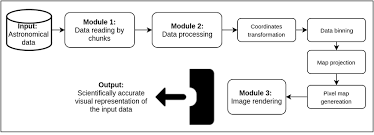 Input:
Astronomical
data
Module 1:
Data reading by
chunks
Module 2:
Data processing
Coordinates
transformation
Data binning
Map projection
Pixel map
genereation
Module 3:
Image rendering
Output:
Scientifically accurate
visual representation of
the input data